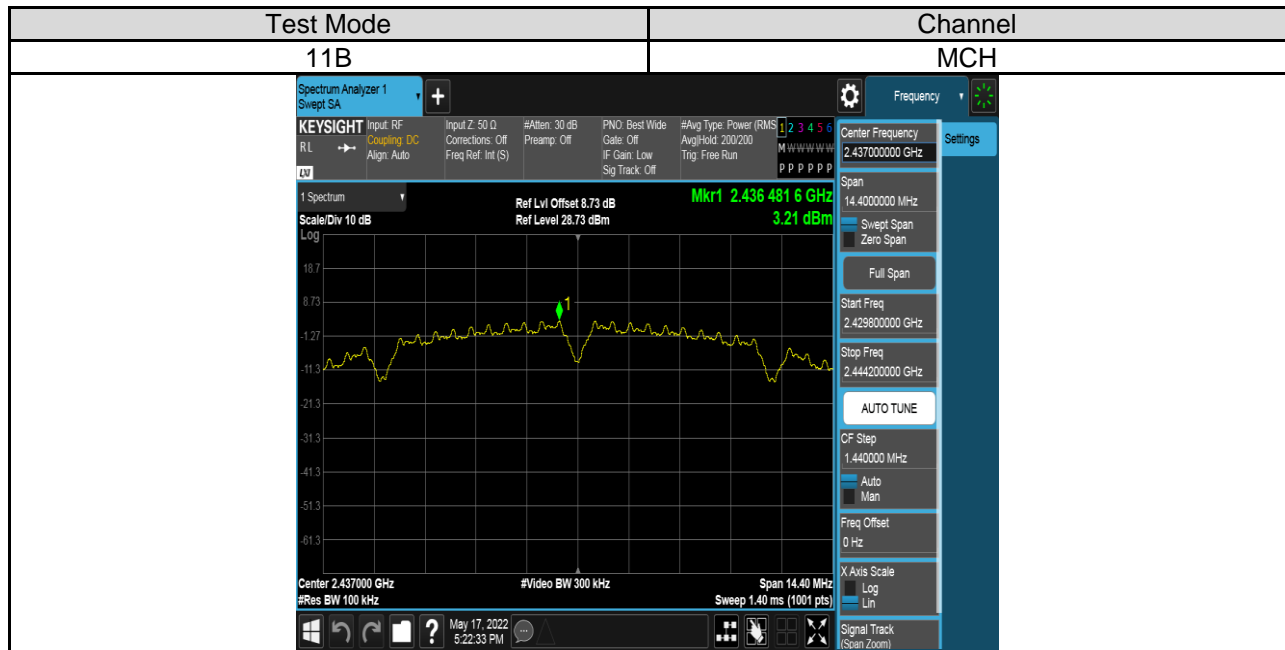 Test Mode
Channel
11B
MCH
Spectrum Analyzer 1
Swept SA
+
Frequency
KEYSIGHT
RL
LXI
Input: RF
Coupling: DC
Align: Auto
Input Z: 50 Ω
Corrections: Off
Freq Ref: Int (S)
#Atten: 30 dB
Preamp: Off
PNO: Best Wide
Gate: Off
IF Gain: Low
Sig Track: Off
#Avg Type: Power (RMS
Avg|Hold: 200/200
Trig: Free Run
1 2 3 4 5 6
M W W W W W
P P P P P P
1 Spectrum
Scale/Div 10 dB
Log
Ref Lvl Offset 8.73 dB
Ref Level 28.73 dBm
Mkr1 2.436 481 6 GHz
3.21 dBm
18.7
8.73
-1.27
-11.3
-21.3
-31.3
-41.3
-51.3
-61.3
1
Center 2.437000 GHz
#Res BW 100 kHz
#Video BW 300 kHz
Span 14.40 MHz
Sweep 1.40 ms (1001 pts)
Center Frequency
2.437000000 GHz
Settings
Span
14.4000000 MHz
Swept Span
Zero Span
Full Span
Start Freq
2.429800000 GHz
Stop Freq
2.444200000 GHz
AUTO TUNE
CF Step
1.440000 MHz
Auto
Man
Freq Offset
0 Hz
X Axis Scale
Log
Lin
Signal Track
(Span Zoom)
?
May 17, 2022
5:22:33 PM